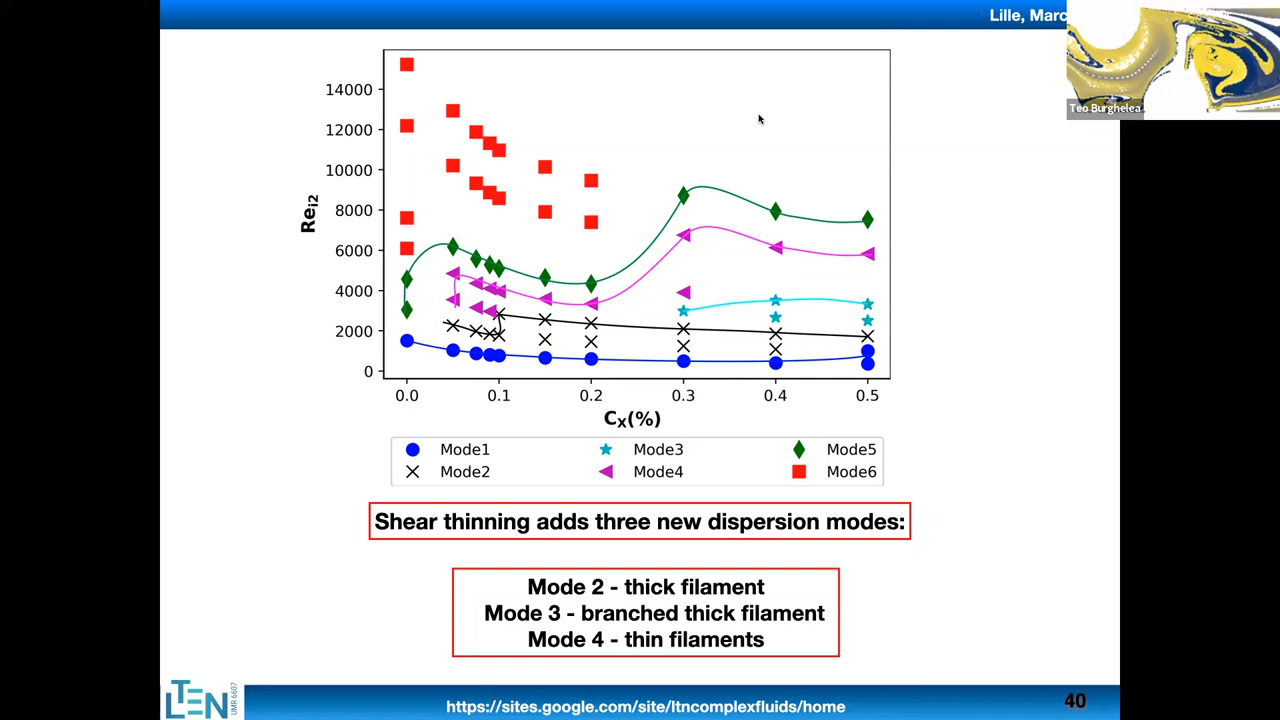 Lille, Marc
Teo Burghelea
14000
12000
10000
8000
6000
4000
2000
0
Re_i2
0.0 0.1 0.2 0.3 0.4 0.5
C_X(%)
Mode1 Mode3 Mode5
Mode2 Mode4 Mode6
Shear thinning adds three new dispersion modes:
Mode 2 - thick filament
Mode 3 - branched thick filament
Mode 4 - thin filaments
LTEN
UMR 6607
https://sites.google.com/site/ltncomplexfluids/home
40